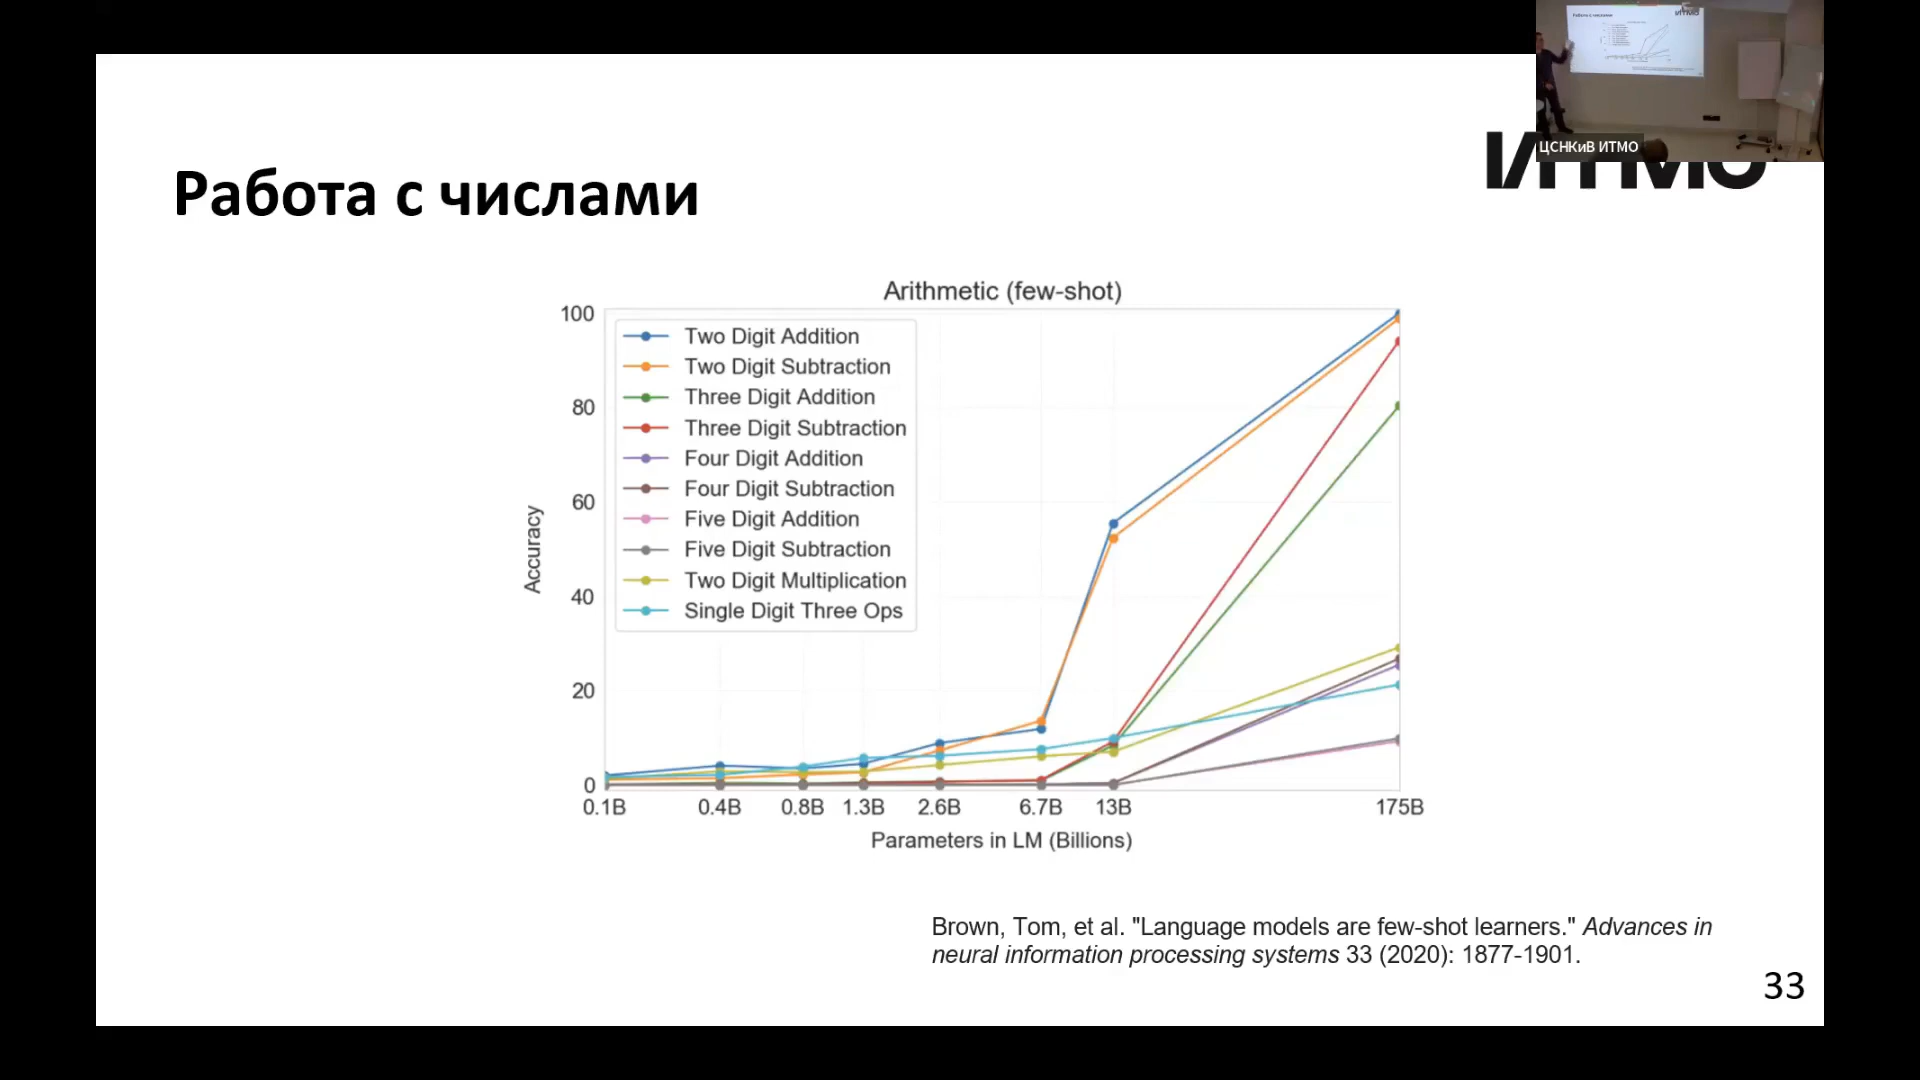 ЦСНКиВ ИТМО
ИТМО
Работа с числами
Arithmetic (few-shot)
100
80
60
40
20
0
Accuracy
Two Digit Addition
Two Digit Subtraction
Three Digit Addition
Three Digit Subtraction
Four Digit Addition
Four Digit Subtraction
Five Digit Addition
Five Digit Subtraction
Two Digit Multiplication
Single Digit Three Ops
0.1B 0.4B 0.8B 1.3B 2.6B 6.7B 13B 175B
Parameters in LM (Billions)
Brown, Tom, et al. "Language models are few-shot learners." Advances in
neural information processing systems 33 (2020): 1877-1901.
33